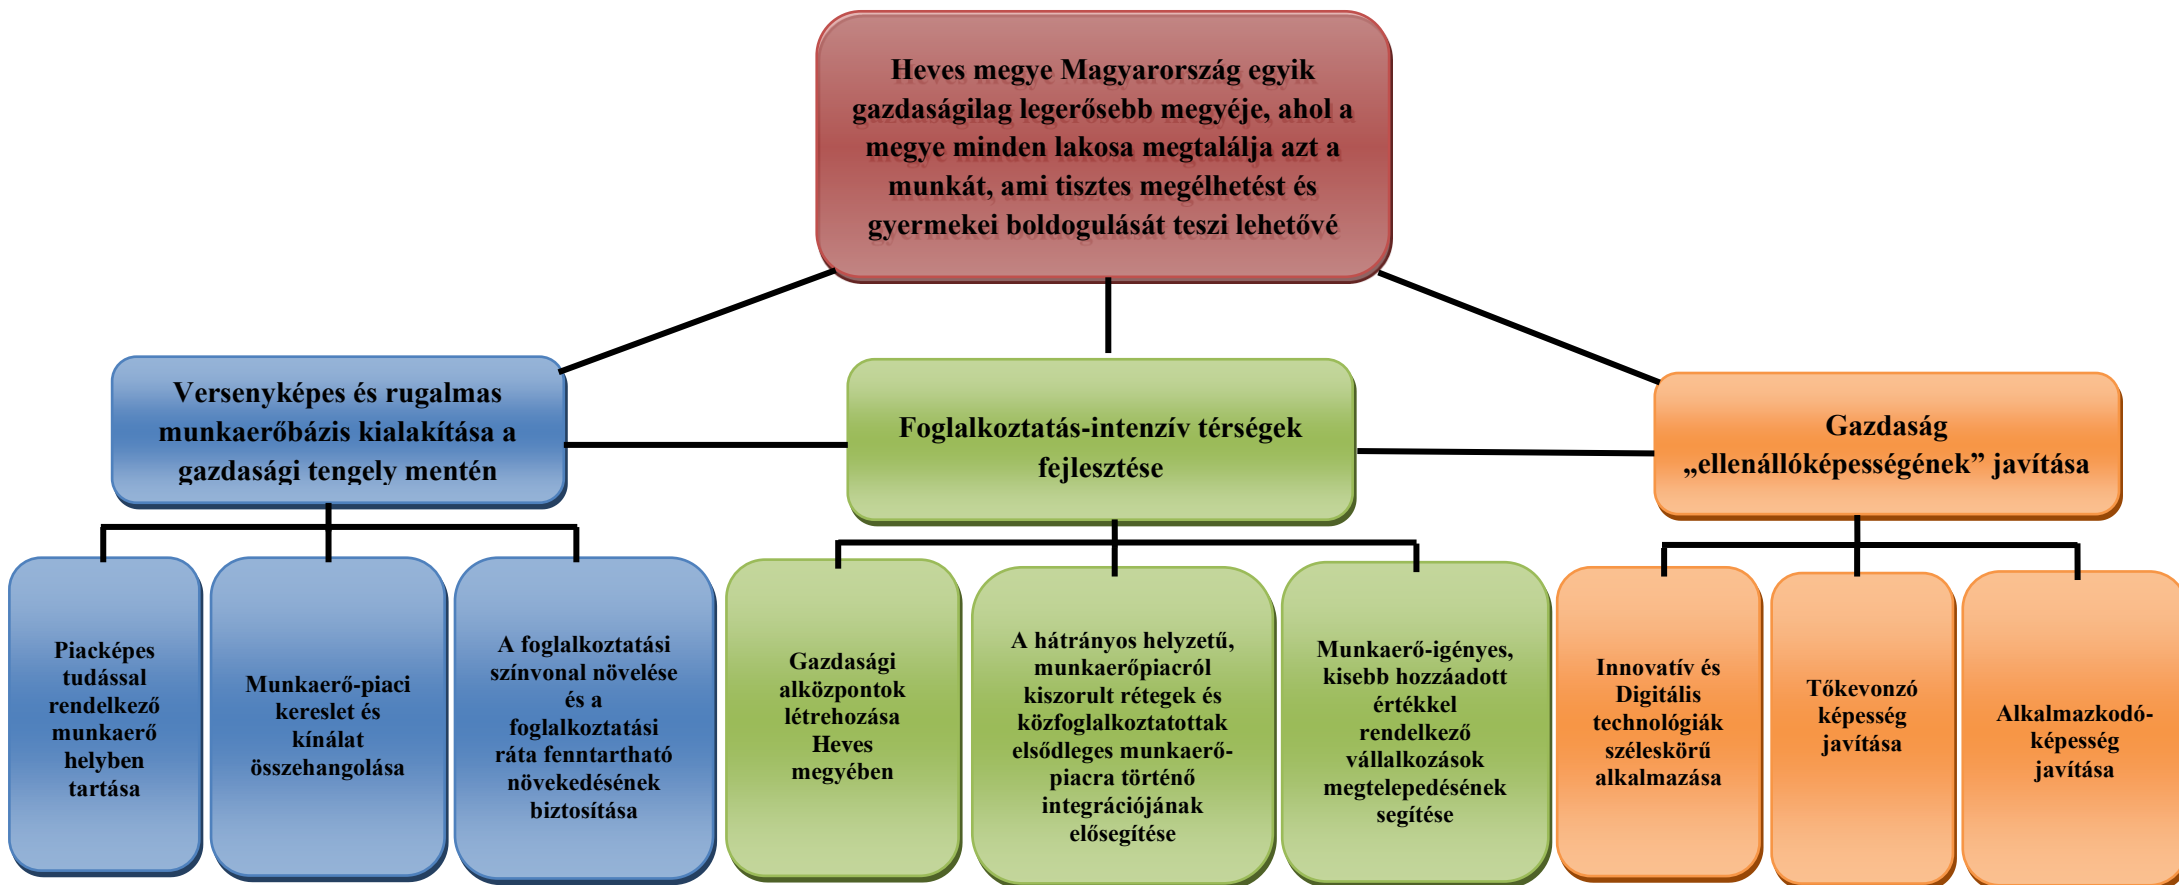 Heves megye Magyarország egyik
gazdaságilag legerősebb megyéje, ahol a
megye minden lakosa megtalálja azt a
munkát, ami tisztes megélhetést és
gyermekei boldogulását teszi lehetővé
Versenyképes és rugalmas
munkaerőbázis kialakítása a
gazdasági tengely mentén
Foglalkoztatás-intenzív térségek
fejlesztése
Gazdaság
„ellenállóképességének” javítása
Piacképes
tudással
rendelkező
munkaerő
helyben
tartása
Munkaerő-piaci
kereslet és
kínálat
összehangolása
A foglalkoztatási
színvonal növelése
és a
foglalkoztatási
ráta fenntartható
növekedésének
biztosítása
Gazdasági
alközpontok
létrehozása
Heves
megyében
A hátrányos helyzetű,
munkaerőpiacról
kiszorult rétegek és
közfoglalkoztatottak
elsődleges munkaerő-
piacra történő
integrációjának
elősegítése
Munkaerő-igényes,
kisebb hozzáadott
értékkel
rendelkező
vállalkozások
megtelepedésének
segítése
Innovatív és
Digitális
technológiák
széleskörű
alkalmazása
Tőkevonzó
képesség
javítása
Alkalmazkodó-
képesség
javítása